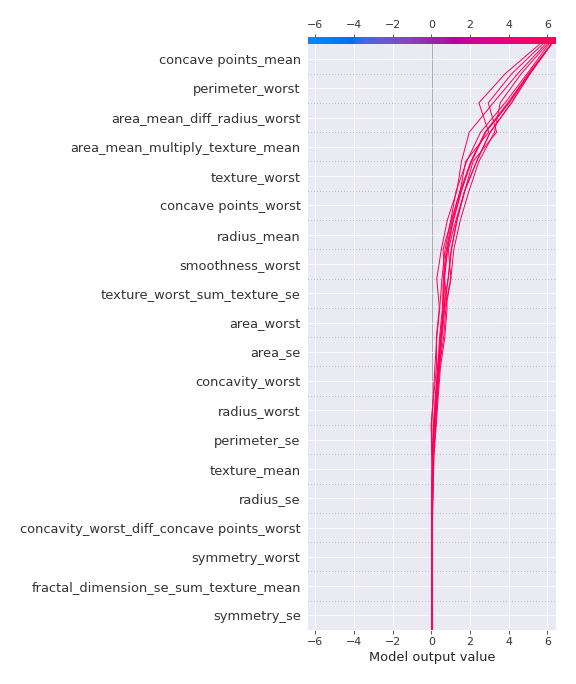 −6 −4 −2 0 2 4 6
concave points_mean
perimeter_worst
area_mean_diff_radius_worst
area_mean_multiply_texture_mean
texture_worst
concave points_worst
radius_mean
smoothness_worst
texture_worst_sum_texture_se
area_worst
area_se
concavity_worst
radius_worst
perimeter_se
texture_mean
radius_se
concavity_worst_diff_concave points_worst
symmetry_worst
fractal_dimension_se_sum_texture_mean
symmetry_se
−6 −4 −2 0 2 4 6
Model output value